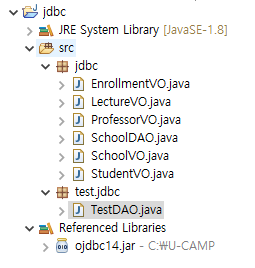 jdbc
JRE System Library [JavaSE-1.8]
src
jdbc
EnrollmentVO.java
LectureVO.java
ProfessorVO.java
SchoolDAO.java
SchoolVO.java
StudentVO.java
test.jdbc
TestDAO.java
Referenced Libraries
ojdbc14.jar - C:₩U-CAMP